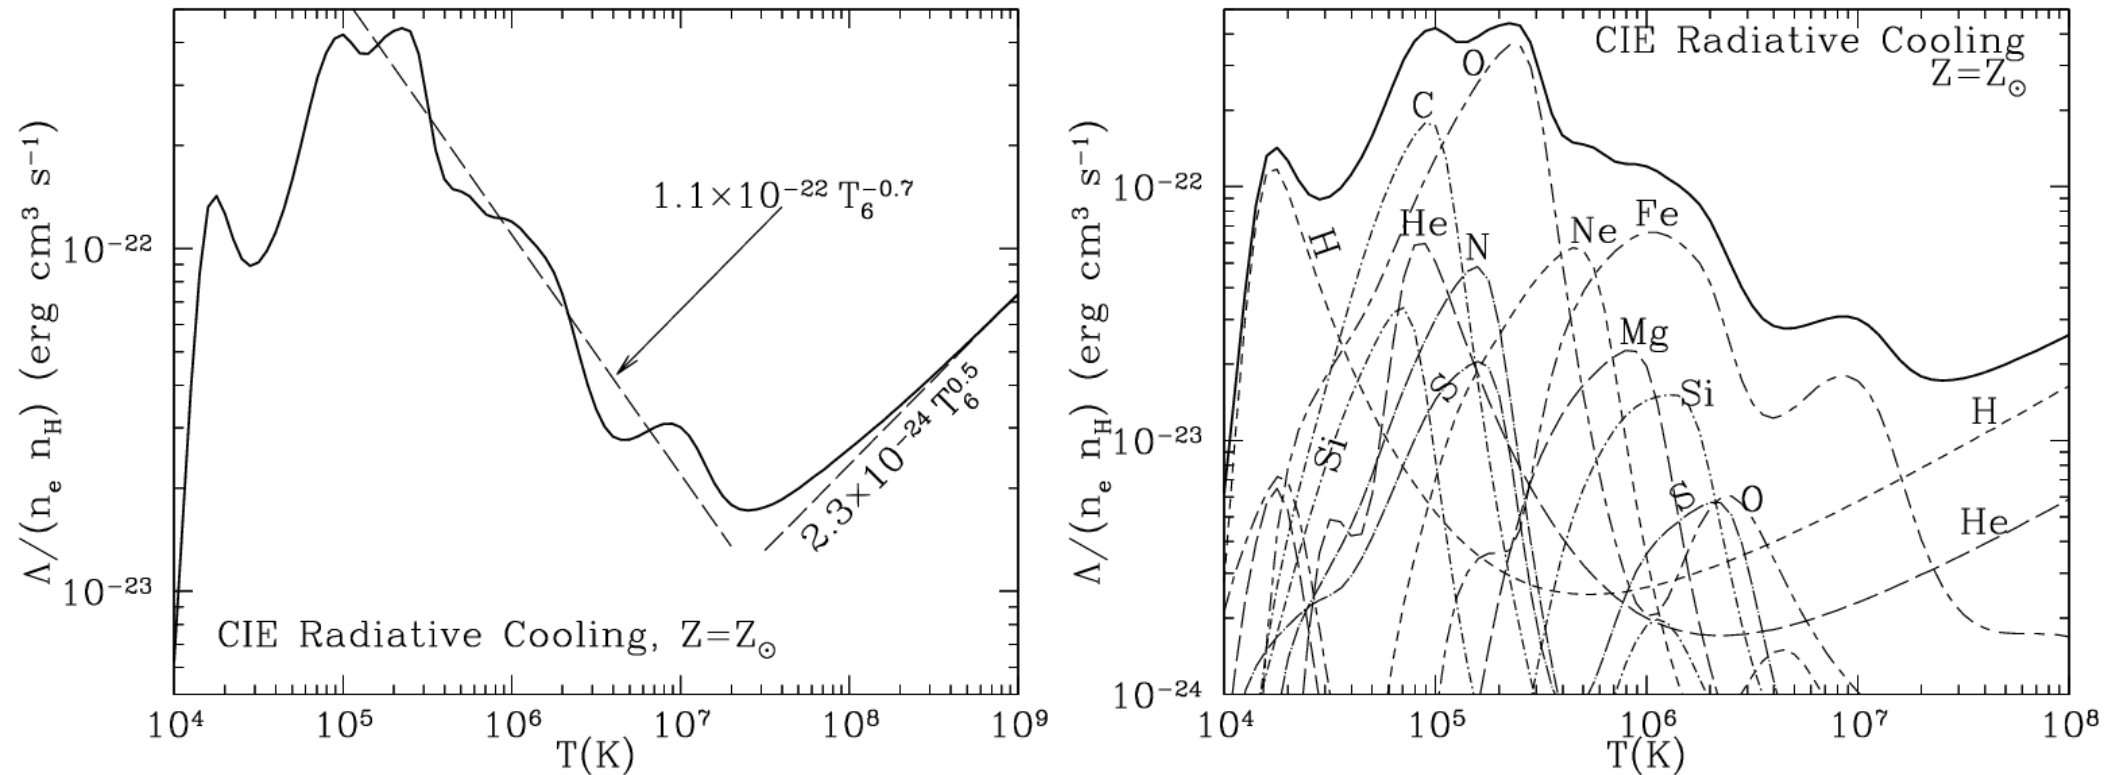 Λ/(nₑ n_H) (erg cm³ s⁻¹)
10⁻²²
10⁻²³
1.1×10⁻²² T₆⁻⁰·⁷
2.3×10⁻²⁴ T₆⁰·⁵
CIE Radiative Cooling, Z=Z☉
10⁴ 10⁵ 10⁶ 10⁷ 10⁸ 10⁹
T(K)
Λ/(nₑ n_H) (erg cm³ s⁻¹)
10⁻²²
10⁻²³
10⁻²⁴
CIE Radiative Cooling
Z=Z☉
O
C
H
He
N
Ne
Fe
Mg
Si
S
Si
S
O
H
He
10⁴ 10⁵ 10⁶ 10⁷ 10⁸
T(K)